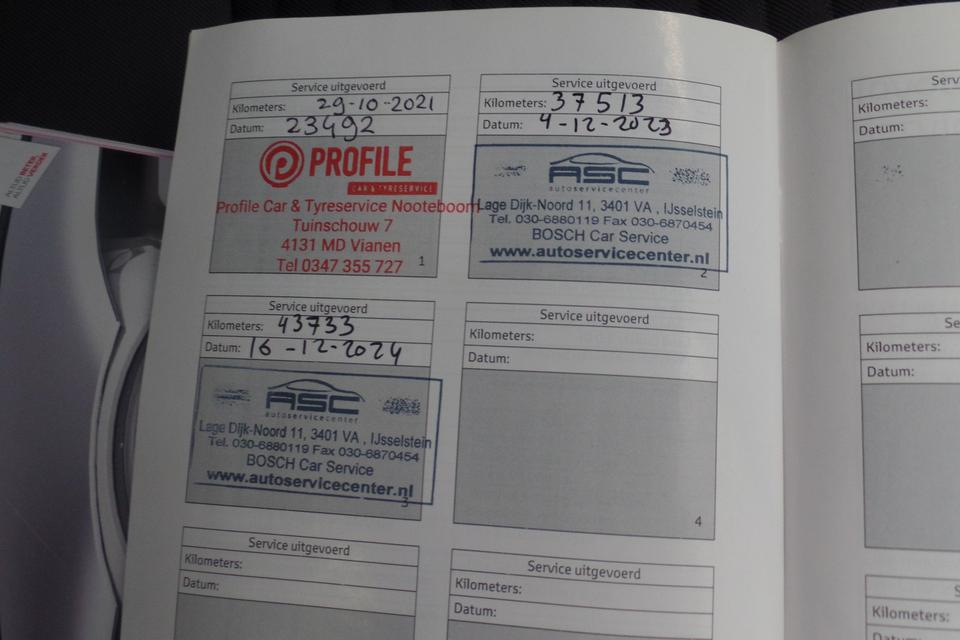 Service uitgevoerd
Kilometers: 29-10-2021
Datum: 23492
PROFILE
CAR & TYRESERVICE
Profile Car & Tyreservice Nooteboom
Tuinschouw 7
4131 MD Vianen
Tel 0347 355 727
1
Service uitgevoerd
Kilometers: 37513
Datum: 4-12-2023
ASC
autoservicecenter
Lage Dijk-Noord 11, 3401 VA , IJsselstein
Tel. 030-6880119 Fax 030-6870454
BOSCH Car Service
www.autoservicecenter.nl
2
Service uitgevoerd
Kilometers: 43733
Datum: 16-12-2024
ASC
autoservicecenter
Lage Dijk-Noord 11, 3401 VA , IJsselstein
Tel. 030-6880119 Fax 030-6870454
BOSCH Car Service
www.autoservicecenter.nl
3
Service uitgevoerd
Kilometers:
Datum:
4
Service uitgevoerd
Kilometers:
Datum:
Service uitgevoerd
Kilometers:
Datum:
Kilometers:
Datum:
Kilometers:
Datum:
Kilometers:
ALTIJD BETER
ALTIJD VERDER